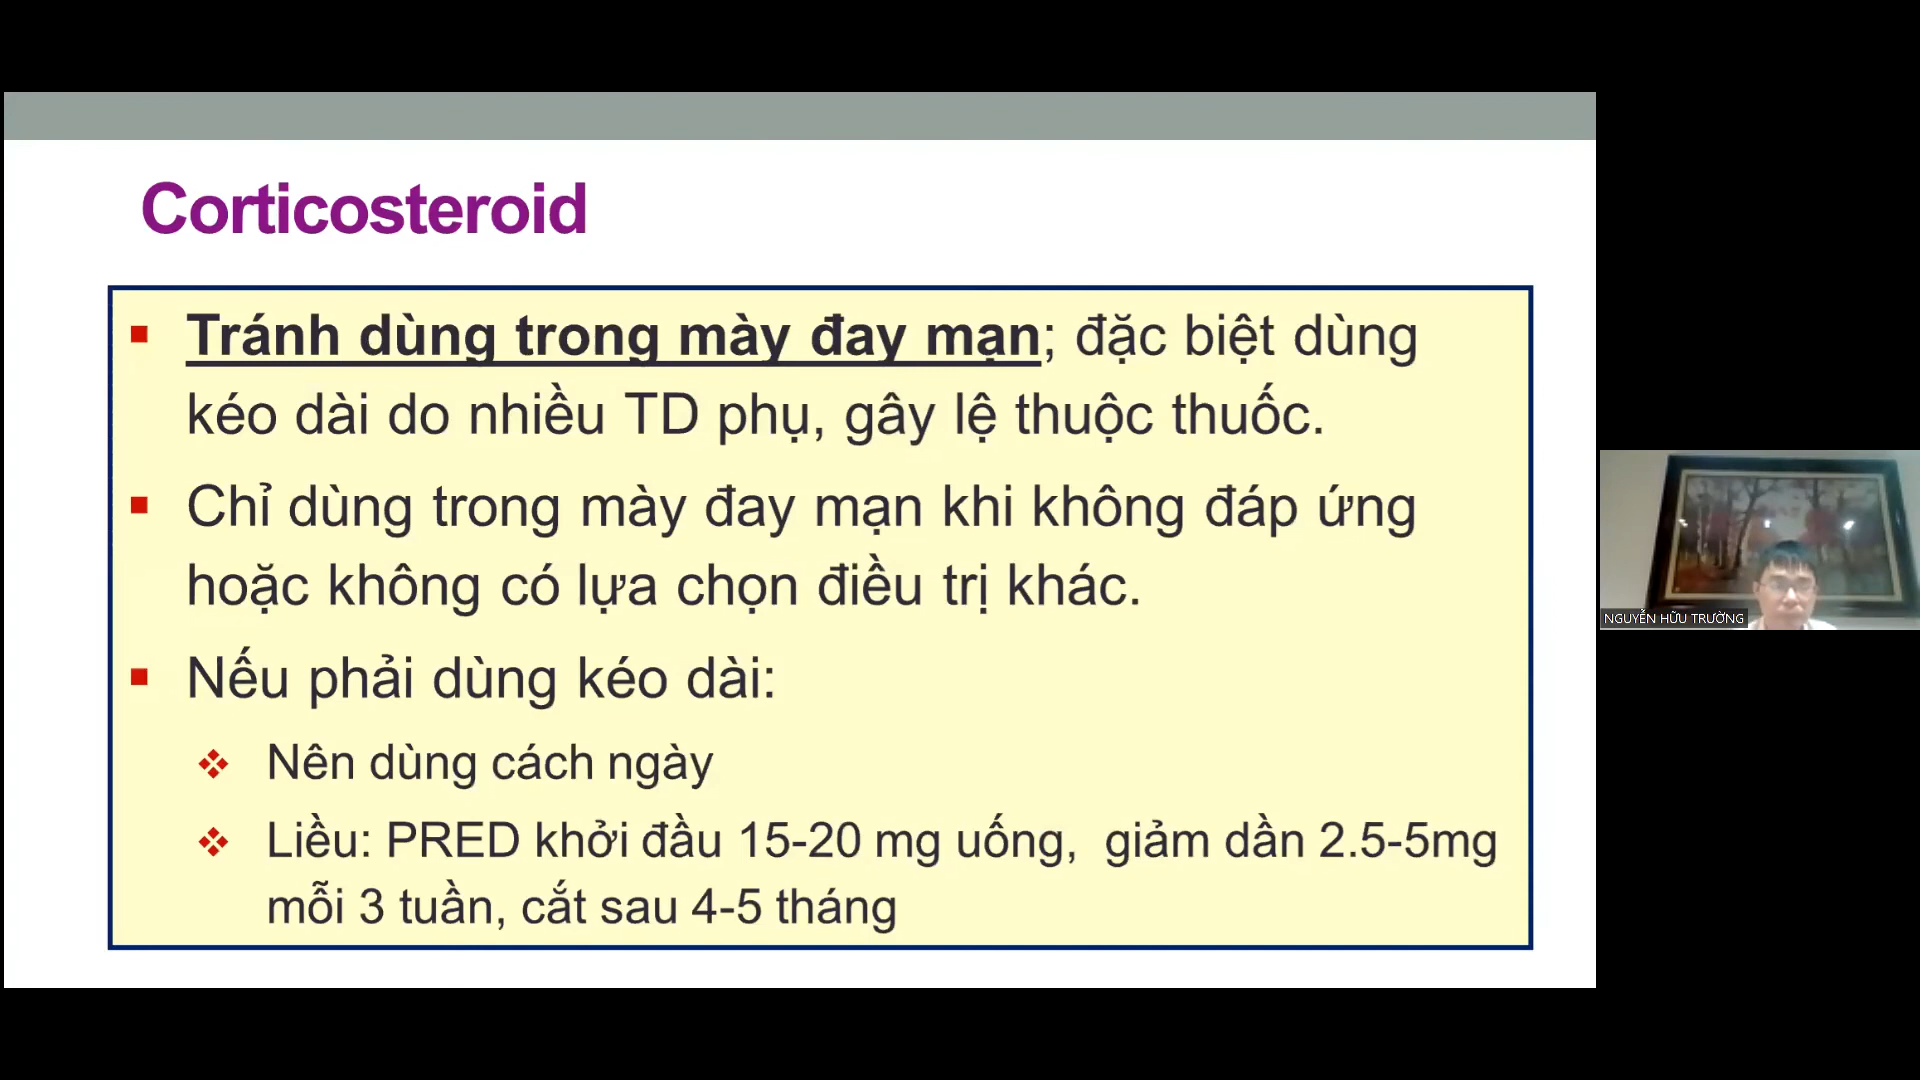 Corticosteroid
Tránh dùng trong mày đay mạn; đặc biệt dùng
kéo dài do nhiều TD phụ, gây lệ thuộc thuốc.
Chỉ dùng trong mày đay mạn khi không đáp ứng
hoặc không có lựa chọn điều trị khác.
Nếu phải dùng kéo dài:
Nên dùng cách ngày
Liều: PRED khởi đầu 15-20 mg uống, giảm dần 2.5-5mg
mỗi 3 tuần, cắt sau 4-5 tháng
NGUYỄN HỮU TRƯỜNG